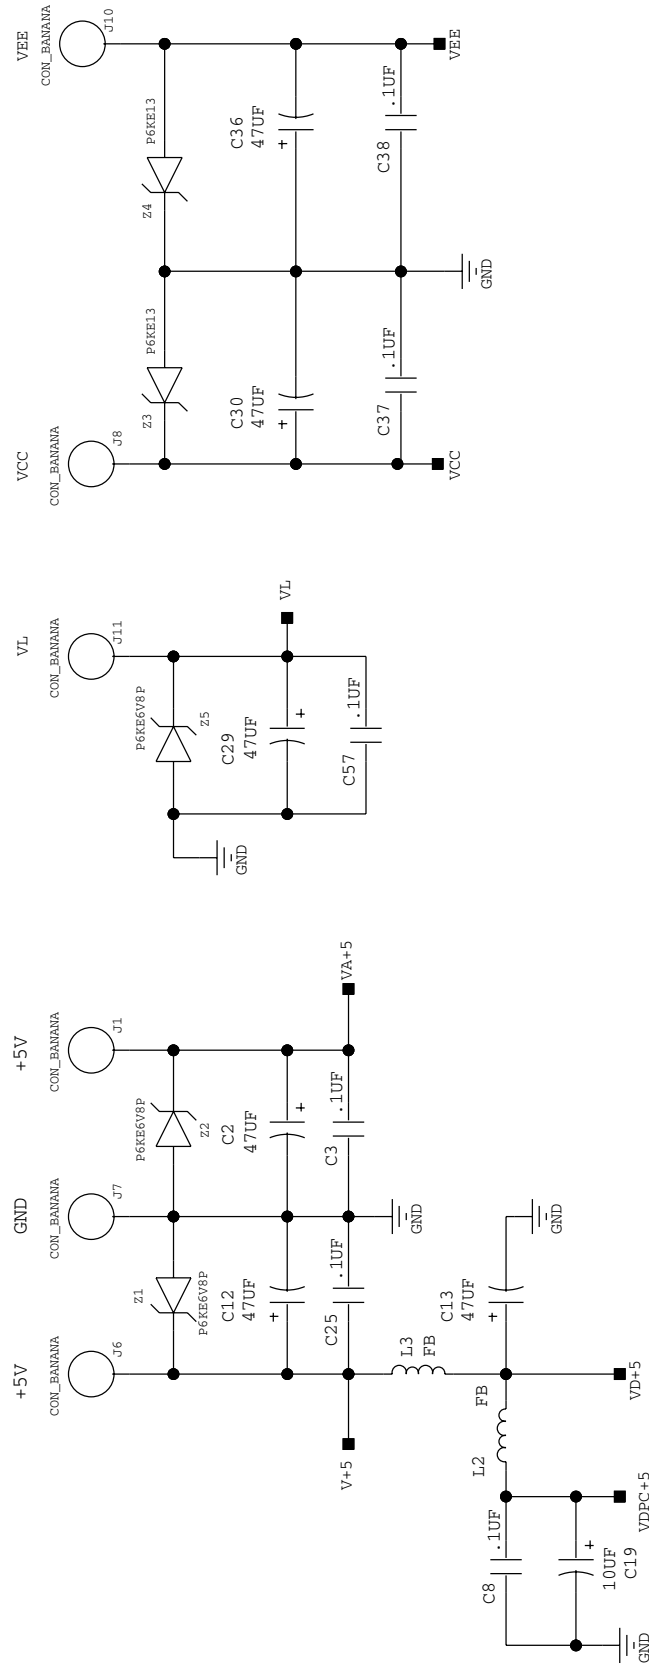 VEE
CON_BANANA
J10
P6KE13
Z4
C36
47UF
+
.1UF
C38
VEE
GND
P6KE13
Z3
C30
47UF
+
.1UF
C37
VCC
CON_BANANA
J8
VCC
VL
CON_BANANA
J11
VL
P6KE6V8P
Z5
C29
47UF
+
.1UF
C57
GND
+5V
CON_BANANA
J1
VA+5
P6KE6V8P
Z2
C2
47UF
+
.1UF
C3
GND
CON_BANANA
J7
GND
Z1
P6KE6V8P
C12
47UF
+
.1UF
C25
+5V
CON_BANANA
J6
V+5
L3
FB
C13
47UF
+
GND
FB
L2
VD+5
VDPC+5
.1UF
C8
+
10UF
C19
GND